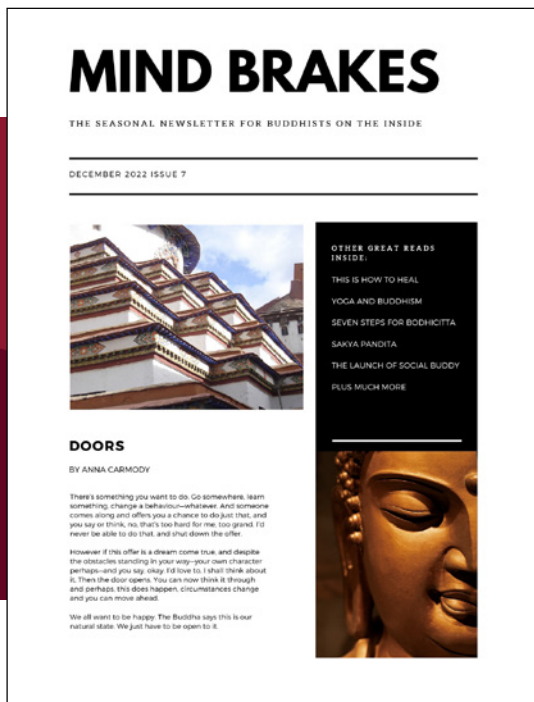 MIND BRAKES
THE SEASONAL NEWSLETTER FOR BUDDHISTS ON THE INSIDE
DECEMBER 2022 ISSUE 7
OTHER GREAT READS
INSIDE:
THIS IS HOW TO HEAL
YOGA AND BUDDHISM
SEVEN STEPS FOR BODHICITTA
SAKYA PANDITA
THE LAUNCH OF SOCIAL BUDDY
PLUS MUCH MORE
DOORS
BY ANNA CARMODY
There's something you want to do. Go somewhere, learn
something, change a behaviour—whatever. And someone
comes along and offers you a chance to do just that, and
you say or think, no, that's too hard for me, too grand. I'd
never be able to do that, and shut down the offer.
However if this offer is a dream come true, and despite
the obstacles standing in your way—your own character
perhaps—and you say, okay, I'd love to, I shall think about
it. Then the door opens. You can now think it through
and perhaps, this does happen, circumstances change
and you can move ahead.
We all want to be happy. The Buddha says this is our
natural state. We just have to be open to it